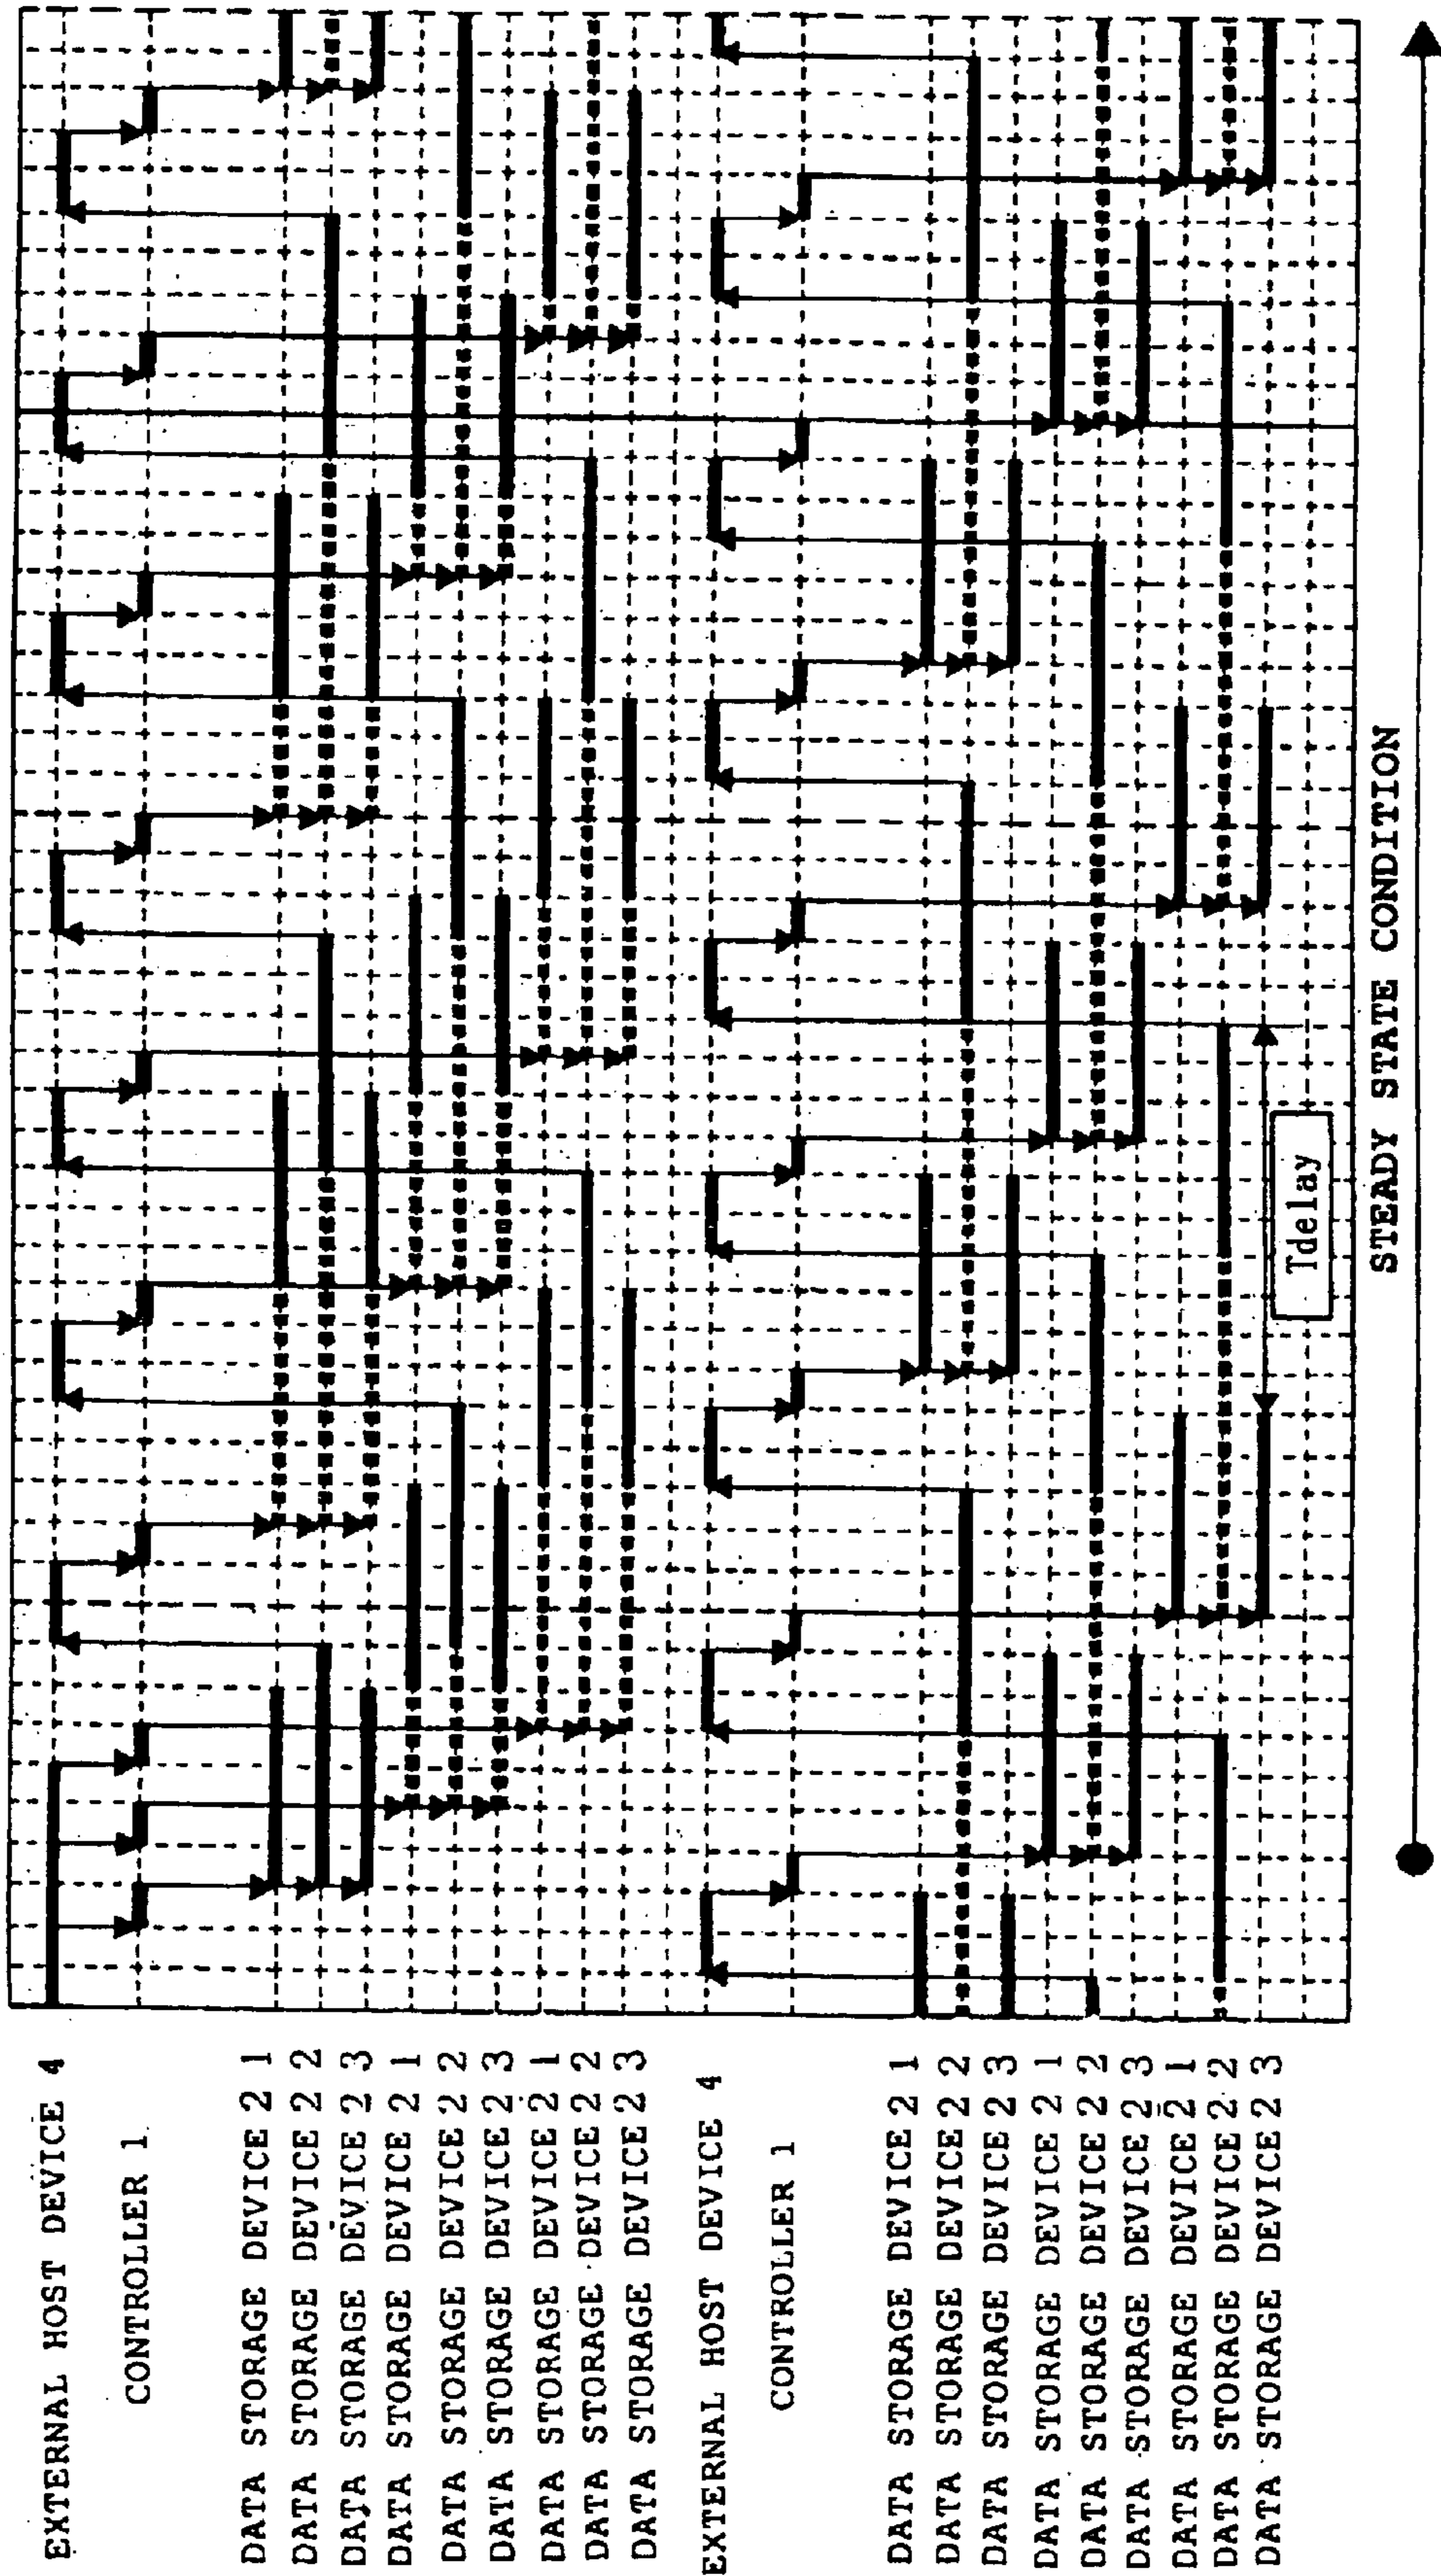 EXTERNAL HOST DEVICE 4
CONTROLLER 1
DATA STORAGE DEVICE 2 1
DATA STORAGE DEVICE 2 2
DATA STORAGE DEVICE 2 3
DATA STORAGE DEVICE 2 1
DATA STORAGE DEVICE 2 2
DATA STORAGE DEVICE 2 3
DATA STORAGE DEVICE 2 1
DATA STORAGE DEVICE 2 2
DATA STORAGE DEVICE 2 3
EXTERNAL HOST DEVICE 4
CONTROLLER 1
DATA STORAGE DEVICE 2 1
DATA STORAGE DEVICE 2 2
DATA STORAGE DEVICE 2 3
DATA STORAGE DEVICE 2 1
DATA STORAGE DEVICE 2 2
DATA STORAGE DEVICE 2 3
DATA STORAGE DEVICE 2 1
DATA STORAGE DEVICE 2 2
DATA STORAGE DEVICE 2 3
Tdelay
STEADY STATE CONDITION